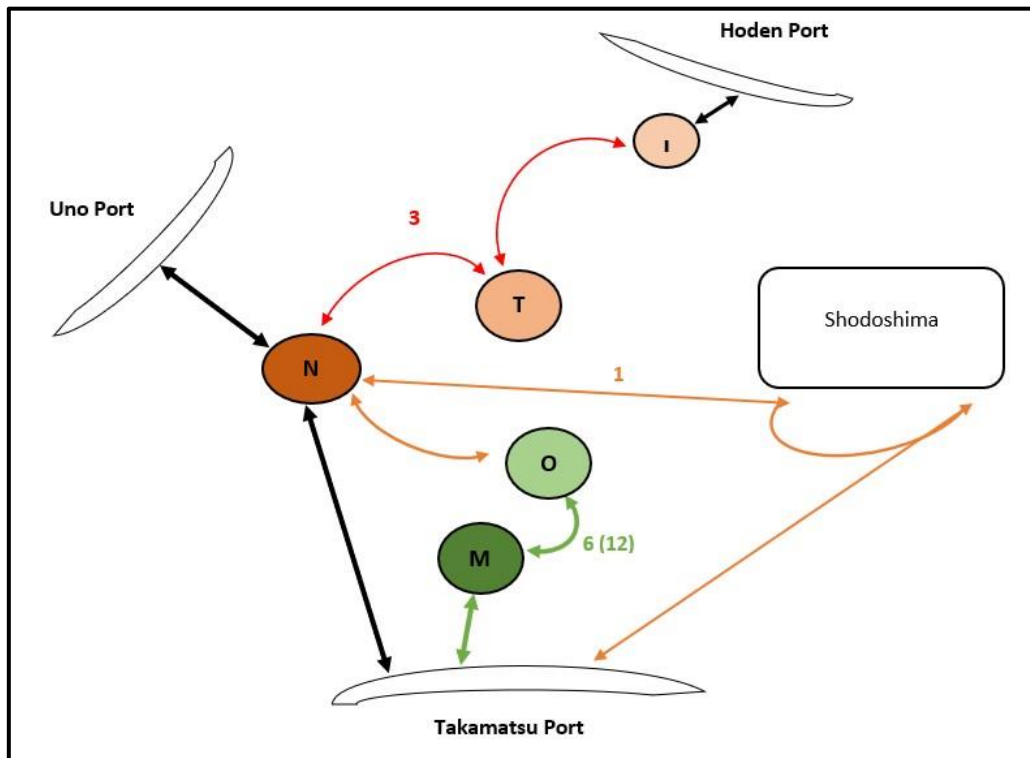 Hoden Port
I
Uno Port
3
T
Shodoshima
N
1
O
6 (12)
M
Takamatsu Port